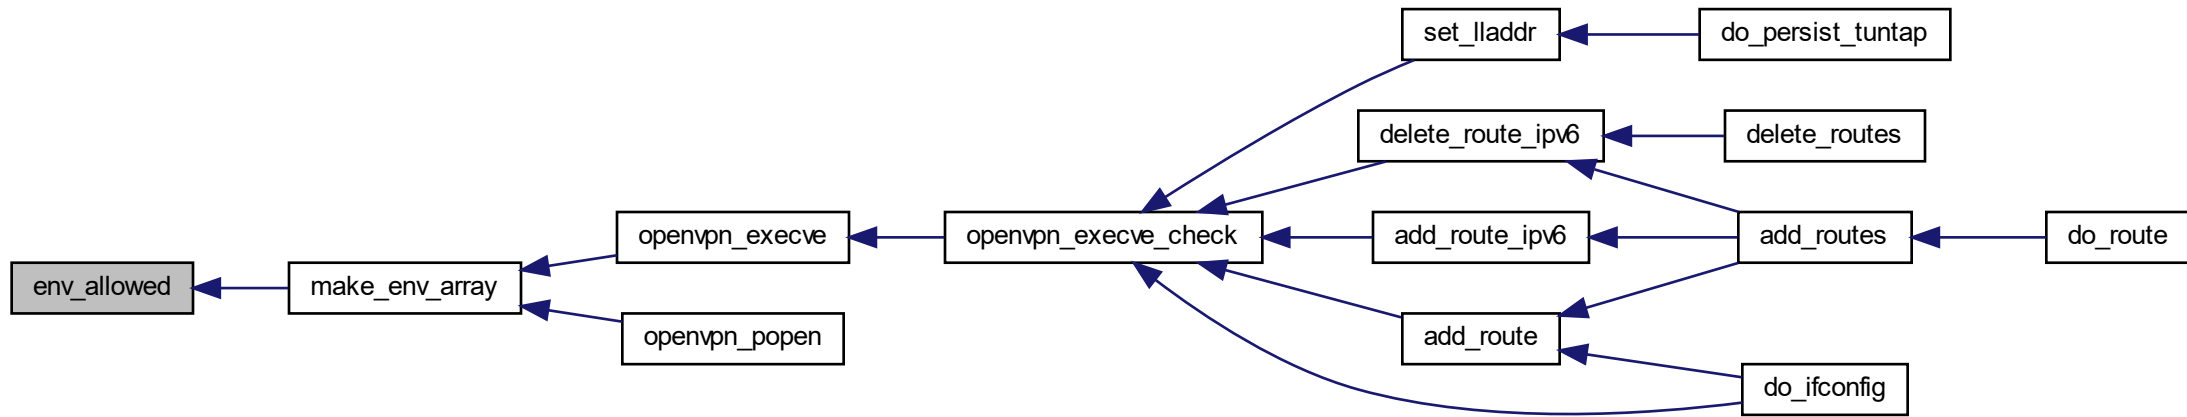 set_lladdr
do_persist_tuntap
delete_route_ipv6
delete_routes
openvpn_execve
openvpn_execve_check
add_route_ipv6
add_routes
do_route
env_allowed
make_env_array
openvpn_popen
add_route
do_ifconfig